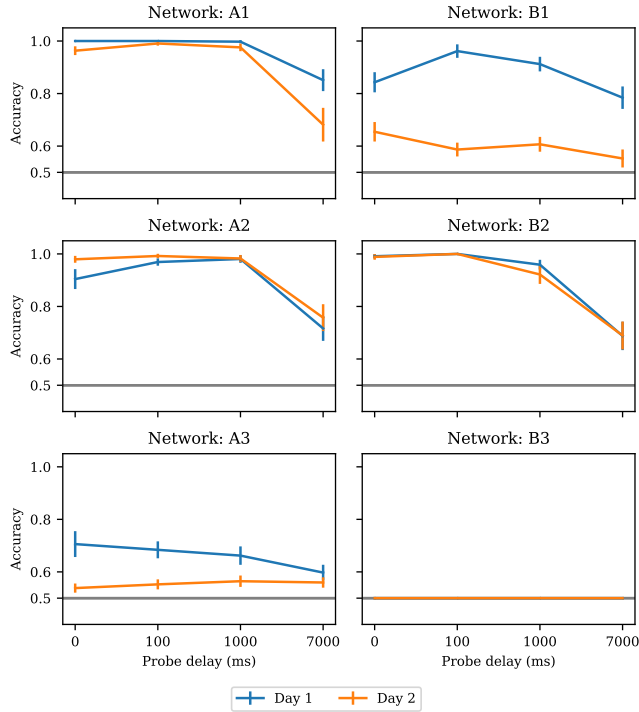 Network: A1
Network: B1
Accuracy
1.0
0.8
0.6
0.5
Network: A2
Network: B2
Accuracy
1.0
0.8
0.6
0.5
Network: A3
Network: B3
Accuracy
1.0
0.8
0.6
0.5
0 100 1000 7000
0 100 1000 7000
Probe delay (ms)
Probe delay (ms)
Day 1 Day 2